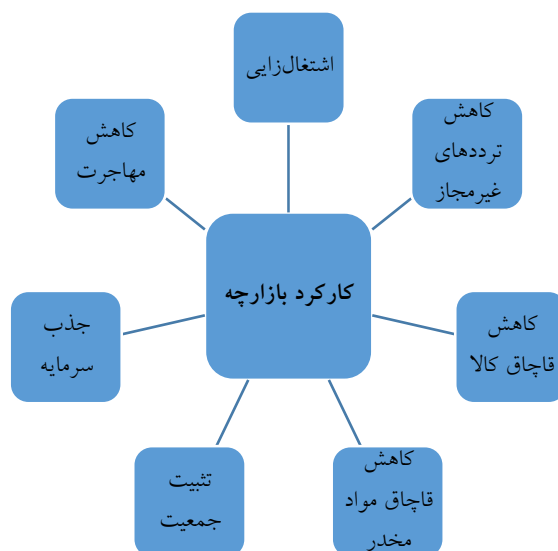 اشتغال‌زایی
کاهش
ترددهای
غیرمجاز
کاهش
قاچاق کالا
کاهش
قاچاق مواد
مخدر
تثبیت
جمعیت
جذب
سرمایه
کاهش
مهاجرت
کارکرد بازارچه